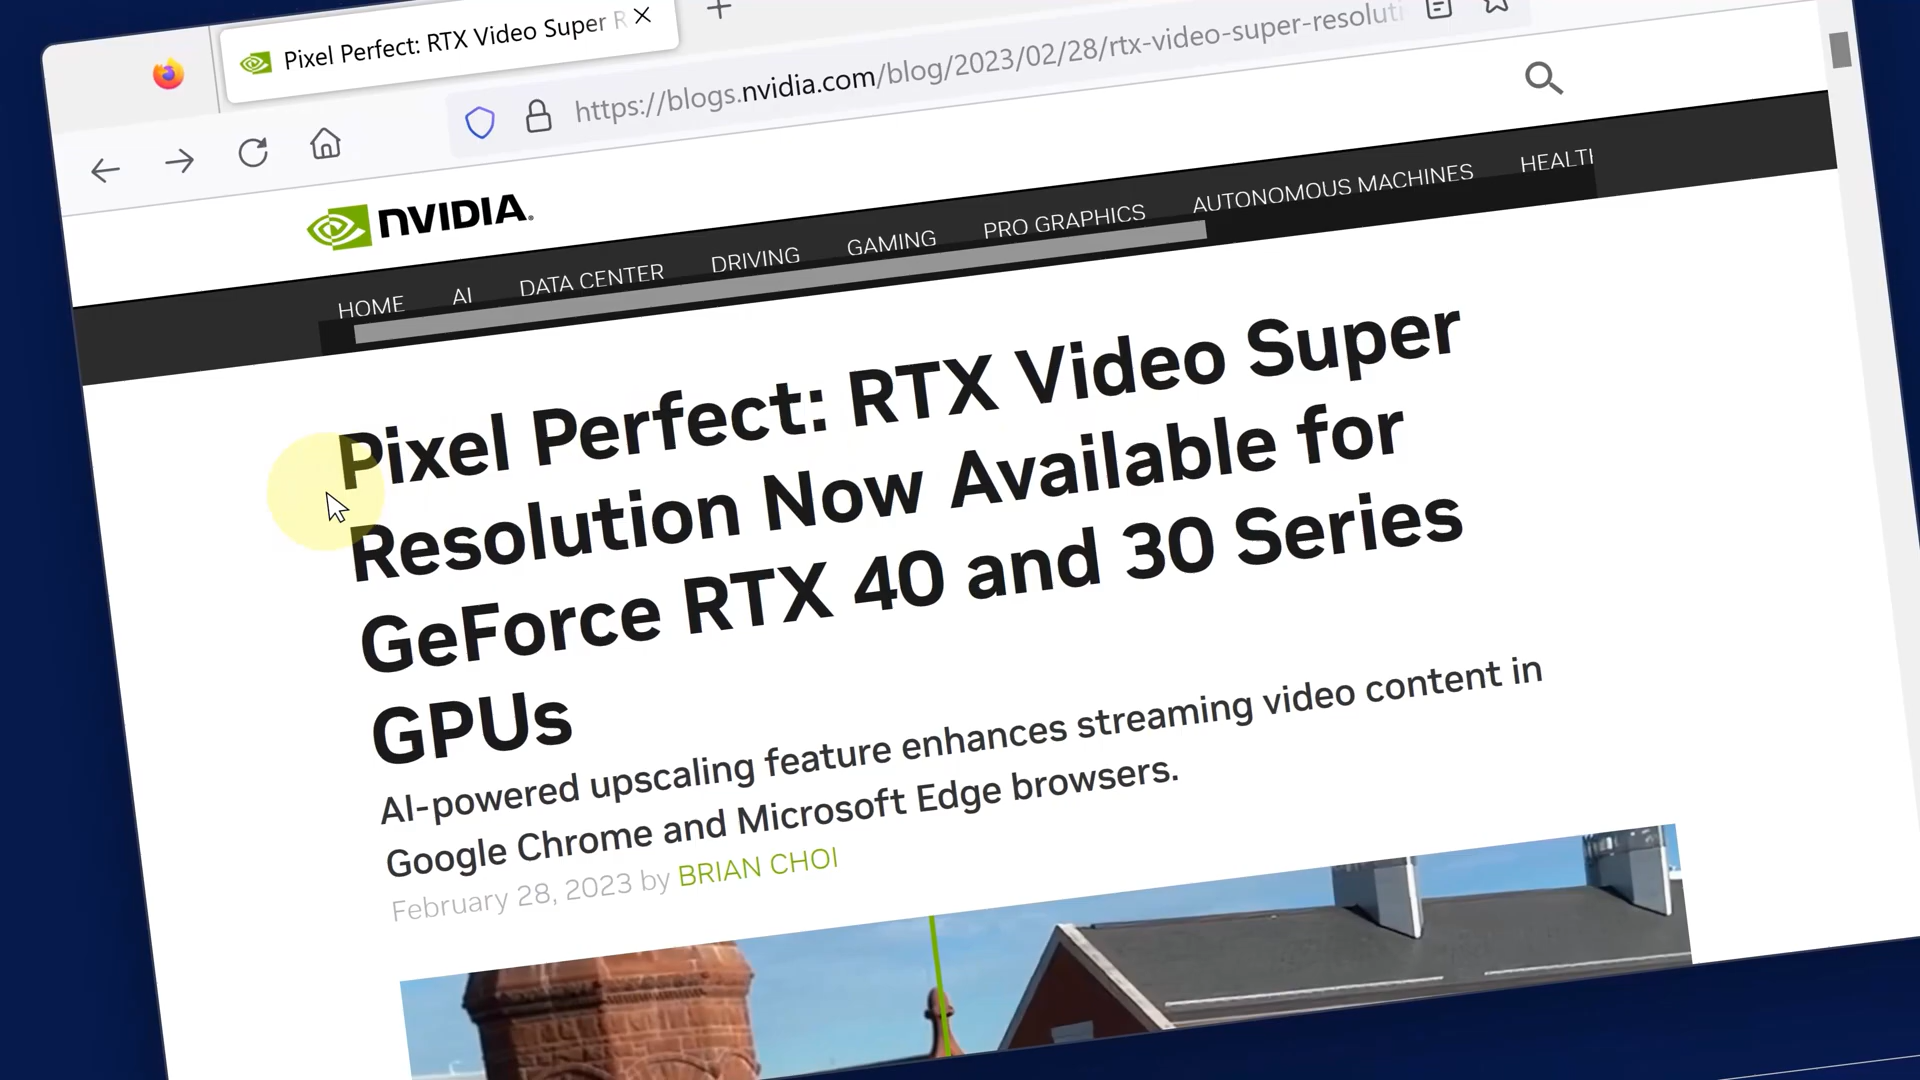 Pixel Perfect: RTX Video Super R
https://blogs.nvidia.com/blog/2023/02/28/rtx-video-super-resoluti
NVIDIA.
HOME AI DATA CENTER DRIVING GAMING PRO GRAPHICS AUTONOMOUS MACHINES HEALTH
Pixel Perfect: RTX Video Super
Resolution Now Available for
GeForce RTX 40 and 30 Series
GPUs
AI-powered upscaling feature enhances streaming video content in
Google Chrome and Microsoft Edge browsers.
February 28, 2023 by BRIAN CHOI